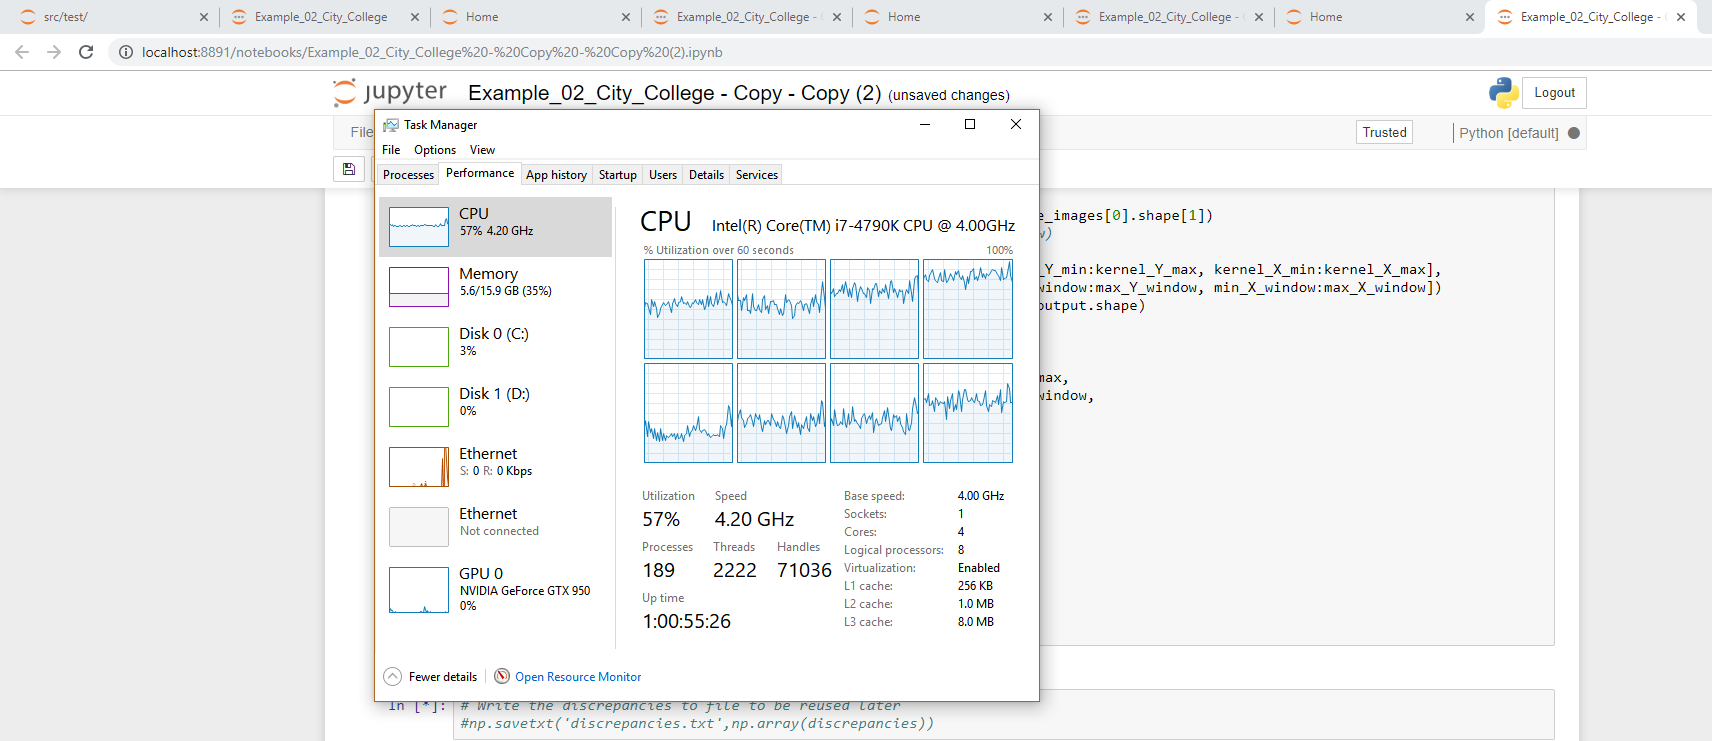 src/test/
Example_02_City_College
Home
Example_02_City_College -
Home
Example_02_City_College -
Home
Example_02_City_College -
localhost:8891/notebooks/Example_02_City_College%20-%20Copy%20-%20Copy%20(2).ipynb
jupyter Example_02_City_College - Copy - Copy (2) (unsaved changes)
Logout
File
Trusted
Python [default]
Task Manager
File Options View
Processes Performance App history Startup Users Details Services
CPU
57% 4.20 GHz
Memory
5.6/15.9 GB (35%)
Disk 0 (C:)
3%
Disk 1 (D:)
0%
Ethernet
S: 0 R: 0 Kbps
Ethernet
Not connected
GPU 0
NVIDIA GeForce GTX 950
0%
CPU Intel(R) Core(TM) i7-4790K CPU @ 4.00GHz
% Utilization over 60 seconds 100%
Utilization Speed
57% 4.20 GHz
Processes Threads Handles
189 2222 71036
Up time
1:00:55:26
Base speed: 4.00 GHz
Sockets: 1
Cores: 4
Logical processors: 8
Virtualization: Enabled
L1 cache: 256 KB
L2 cache: 1.0 MB
L3 cache: 8.0 MB
Fewer details Open Resource Monitor
e_images[0].shape[1])
w)
_Y_min:kernel_Y_max, kernel_X_min:kernel_X_max],
window:max_Y_window, min_X_window:max_X_window])
output.shape)
max,
window,
In [*]: # Write the discrepancies to file to be reused later
#np.savetxt('discrepancies.txt',np.array(discrepancies))